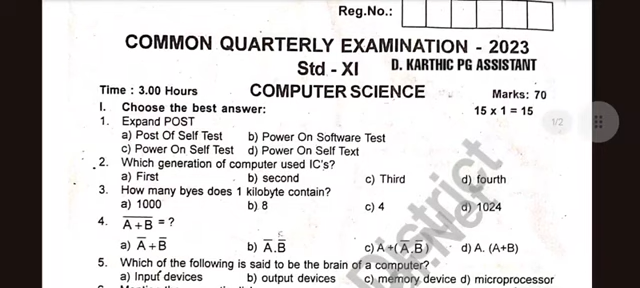 Reg.No.:
COMMON QUARTERLY EXAMINATION - 2023
Std - XI D. KARTHIC PG ASSISTANT
Time : 3.00 Hours COMPUTER SCIENCE Marks: 70
I. Choose the best answer: 15 x 1 = 15
1/2
1. Expand POST
a) Post Of Self Test b) Power On Software Test
c) Power On Self Test d) Power On Self Text
2. Which generation of computer used IC's?
a) First b) second c) Third d) fourth
3. How many byes does 1 kilobyte contain?
a) 1000 b) 8 c) 4 d) 1024
4. A̅ ̅+̅ ̅B̅ = ?
a) A̅ + B̅ b) A̅.B̅ c) A +(A̅.B̅) d) A. (A+B)
5. Which of the following is said to be the brain of a computer?
a) Input devices b) output devices c) memory device d) microprocessor
District